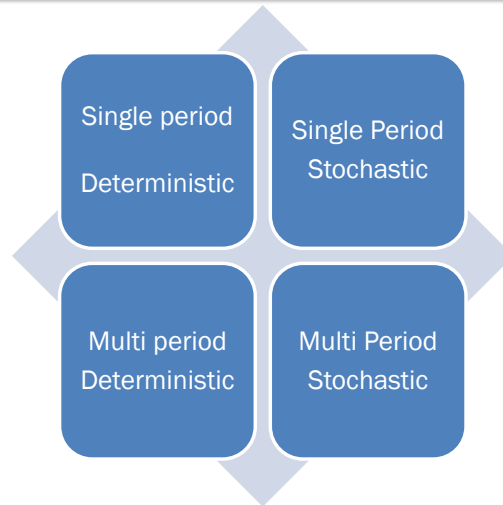 Single period
Deterministic
Single Period
Stochastic
Multi period
Deterministic
Multi Period
Stochastic